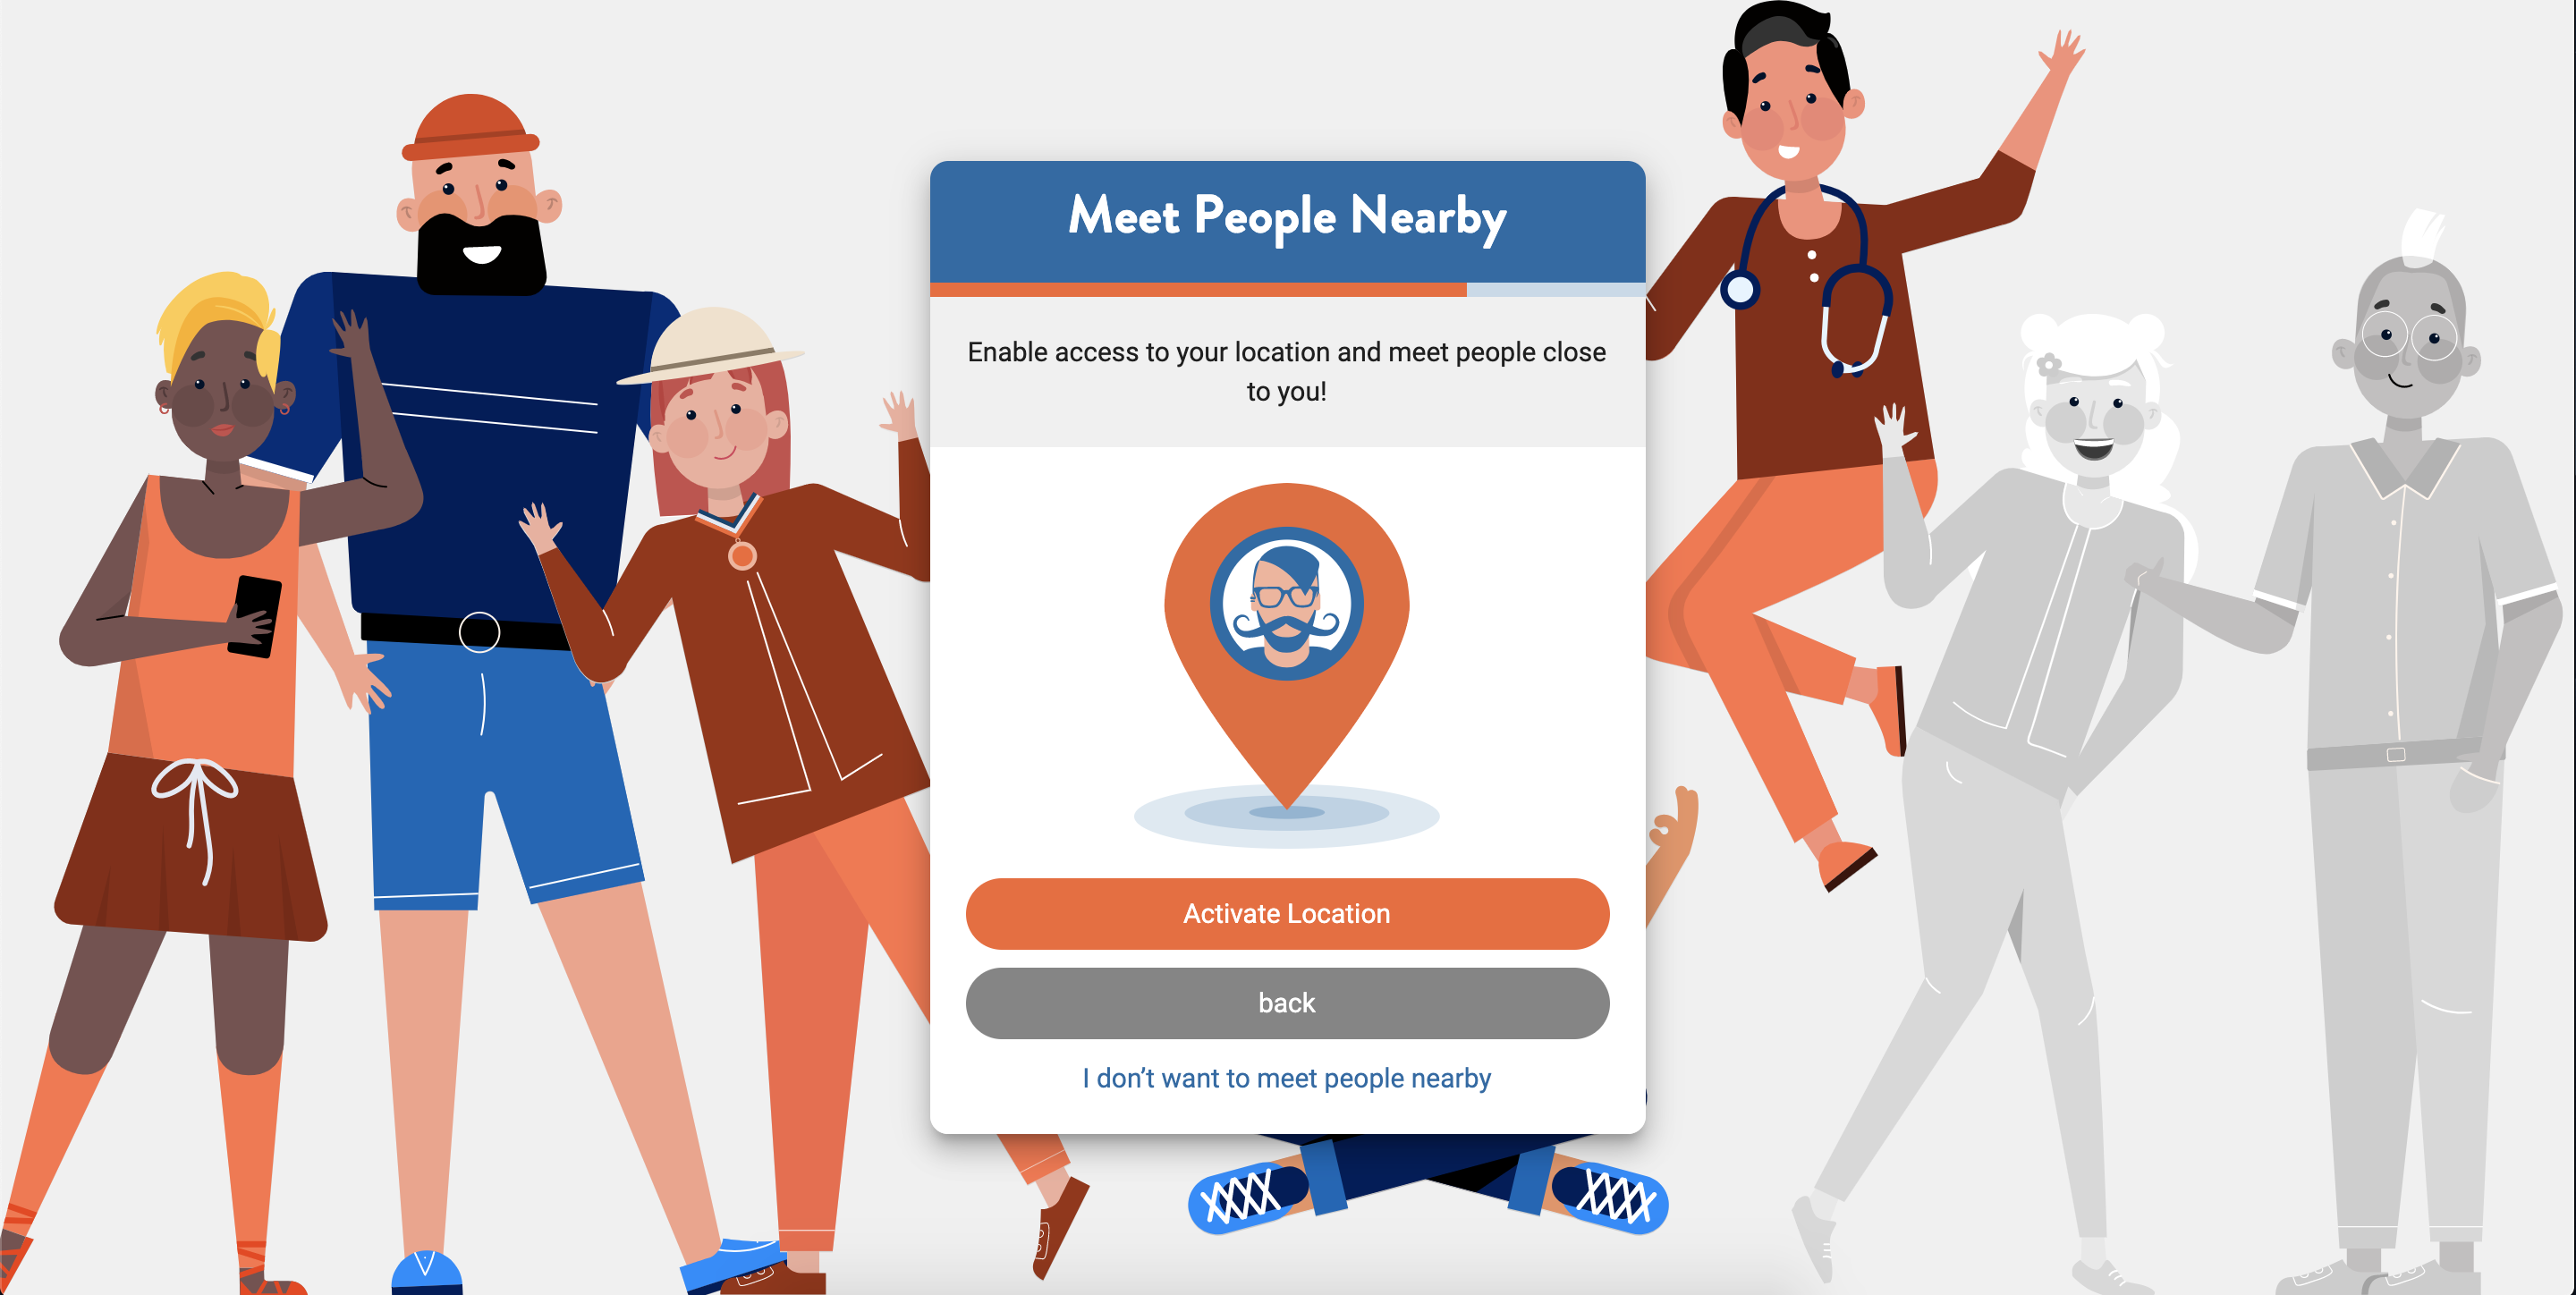 Meet People Nearby
Enable access to your location and meet people close
to you!
Activate Location
back
I don’t want to meet people nearby